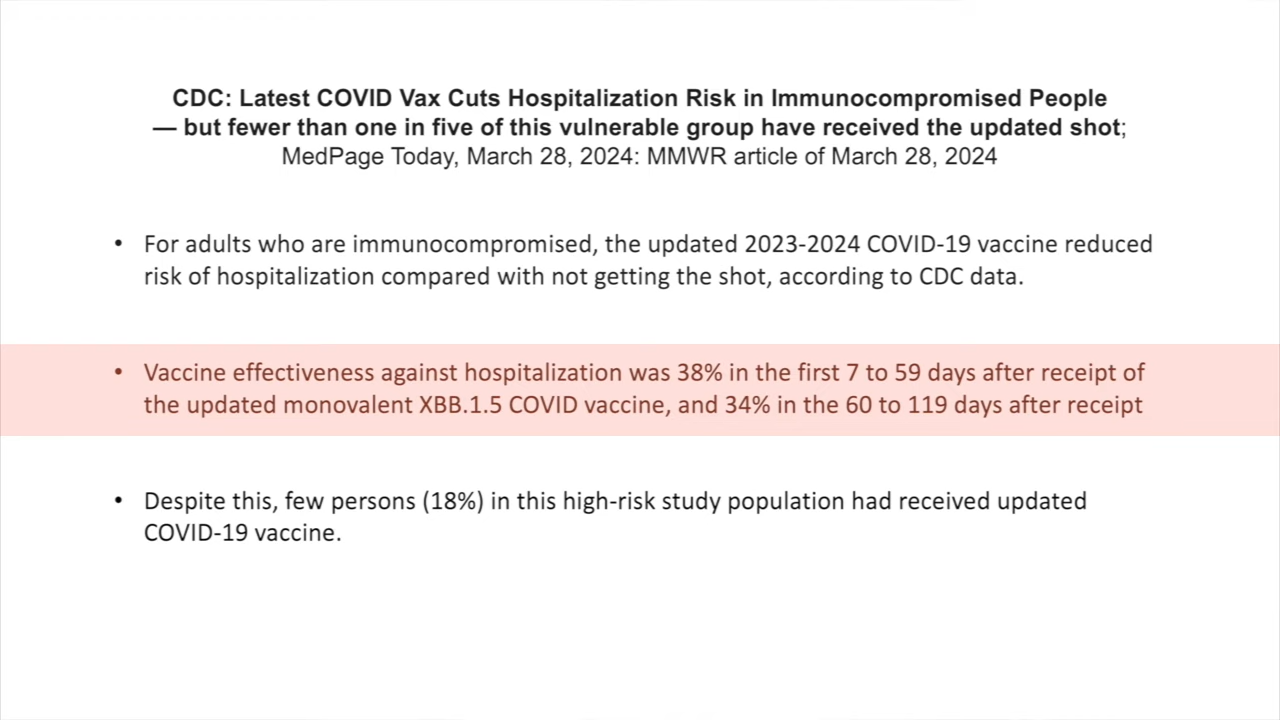 CDC: Latest COVID Vax Cuts Hospitalization Risk in Immunocompromised People
— but fewer than one in five of this vulnerable group have received the updated shot;
MedPage Today, March 28, 2024: MMWR article of March 28, 2024
• For adults who are immunocompromised, the updated 2023-2024 COVID-19 vaccine reduced
risk of hospitalization compared with not getting the shot, according to CDC data.
• Vaccine effectiveness against hospitalization was 38% in the first 7 to 59 days after receipt of
the updated monovalent XBB.1.5 COVID vaccine, and 34% in the 60 to 119 days after receipt
• Despite this, few persons (18%) in this high-risk study population had received updated
COVID-19 vaccine.